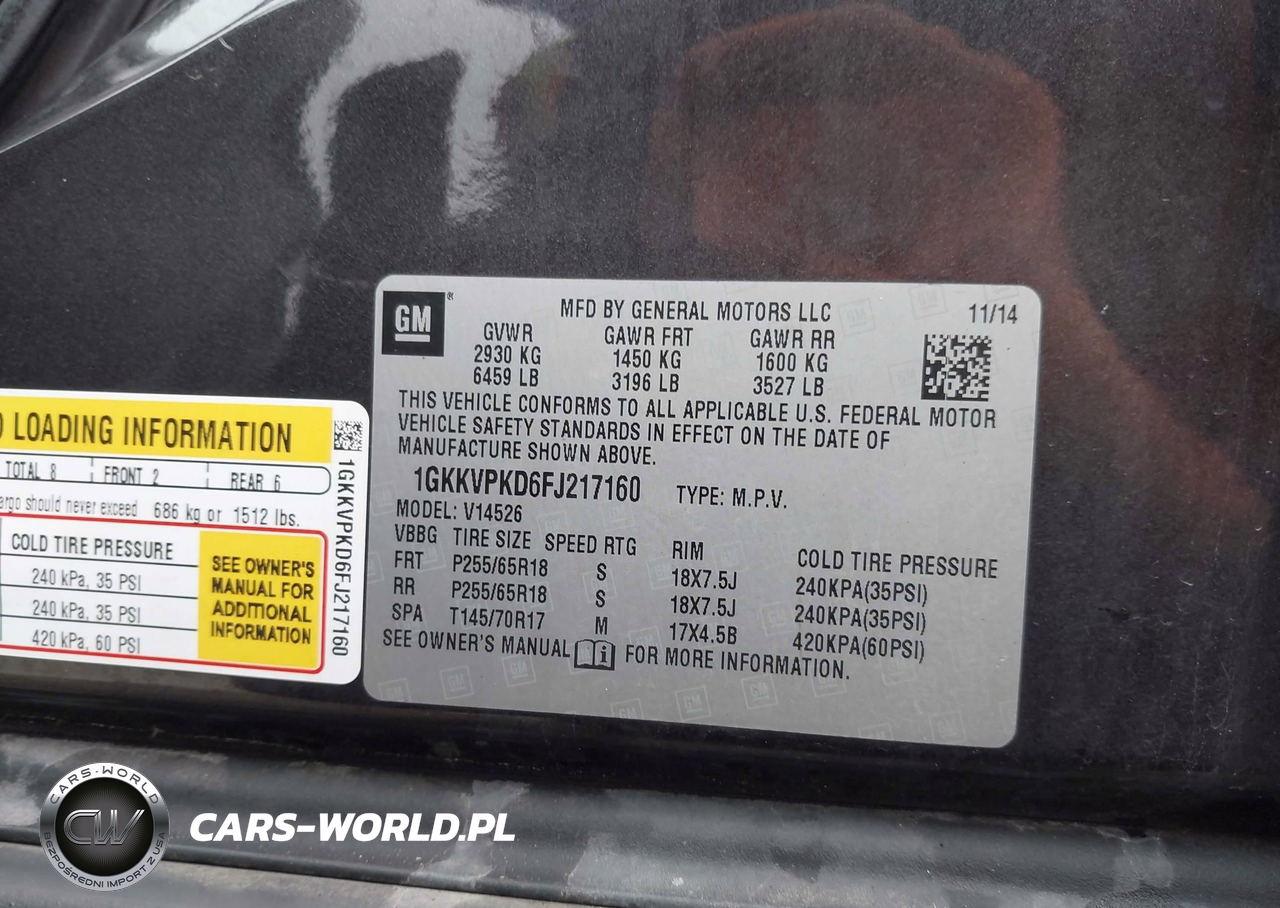 GM
MFD BY GENERAL MOTORS LLC 11/14
GVWR GAWR FRT GAWR RR
2930 KG 1450 KG 1600 KG
6459 LB 3196 LB 3527 LB
THIS VEHICLE CONFORMS TO ALL APPLICABLE U.S. FEDERAL MOTOR
VEHICLE SAFETY STANDARDS IN EFFECT ON THE DATE OF
MANUFACTURE SHOWN ABOVE.
1GKKVPKD6FJ217160 TYPE: M.P.V.
MODEL: V14526
VBBG TIRE SIZE SPEED RTG RIM COLD TIRE PRESSURE
FRT P255/65R18 S 18X7.5J 240KPA(35PSI)
RR P255/65R18 S 18X7.5J 240KPA(35PSI)
SPA T145/70R17 M 17X4.5B 420KPA(60PSI)
SEE OWNER'S MANUAL FOR MORE INFORMATION.
LOADING INFORMATION
TOTAL 8 FRONT 2 REAR 6
should never exceed 686 kg or 1512 lbs.
COLD TIRE PRESSURE
240 kPa, 35 PSI
240 kPa, 35 PSI
420 kPa, 60 PSI
SEE OWNER'S
MANUAL FOR
ADDITIONAL
INFORMATION
1GKKVPKD6FJ217160
CARS-WORLD
CW
BEZPOŚREDNI IMPORT Z USA
CARS-WORLD.PL